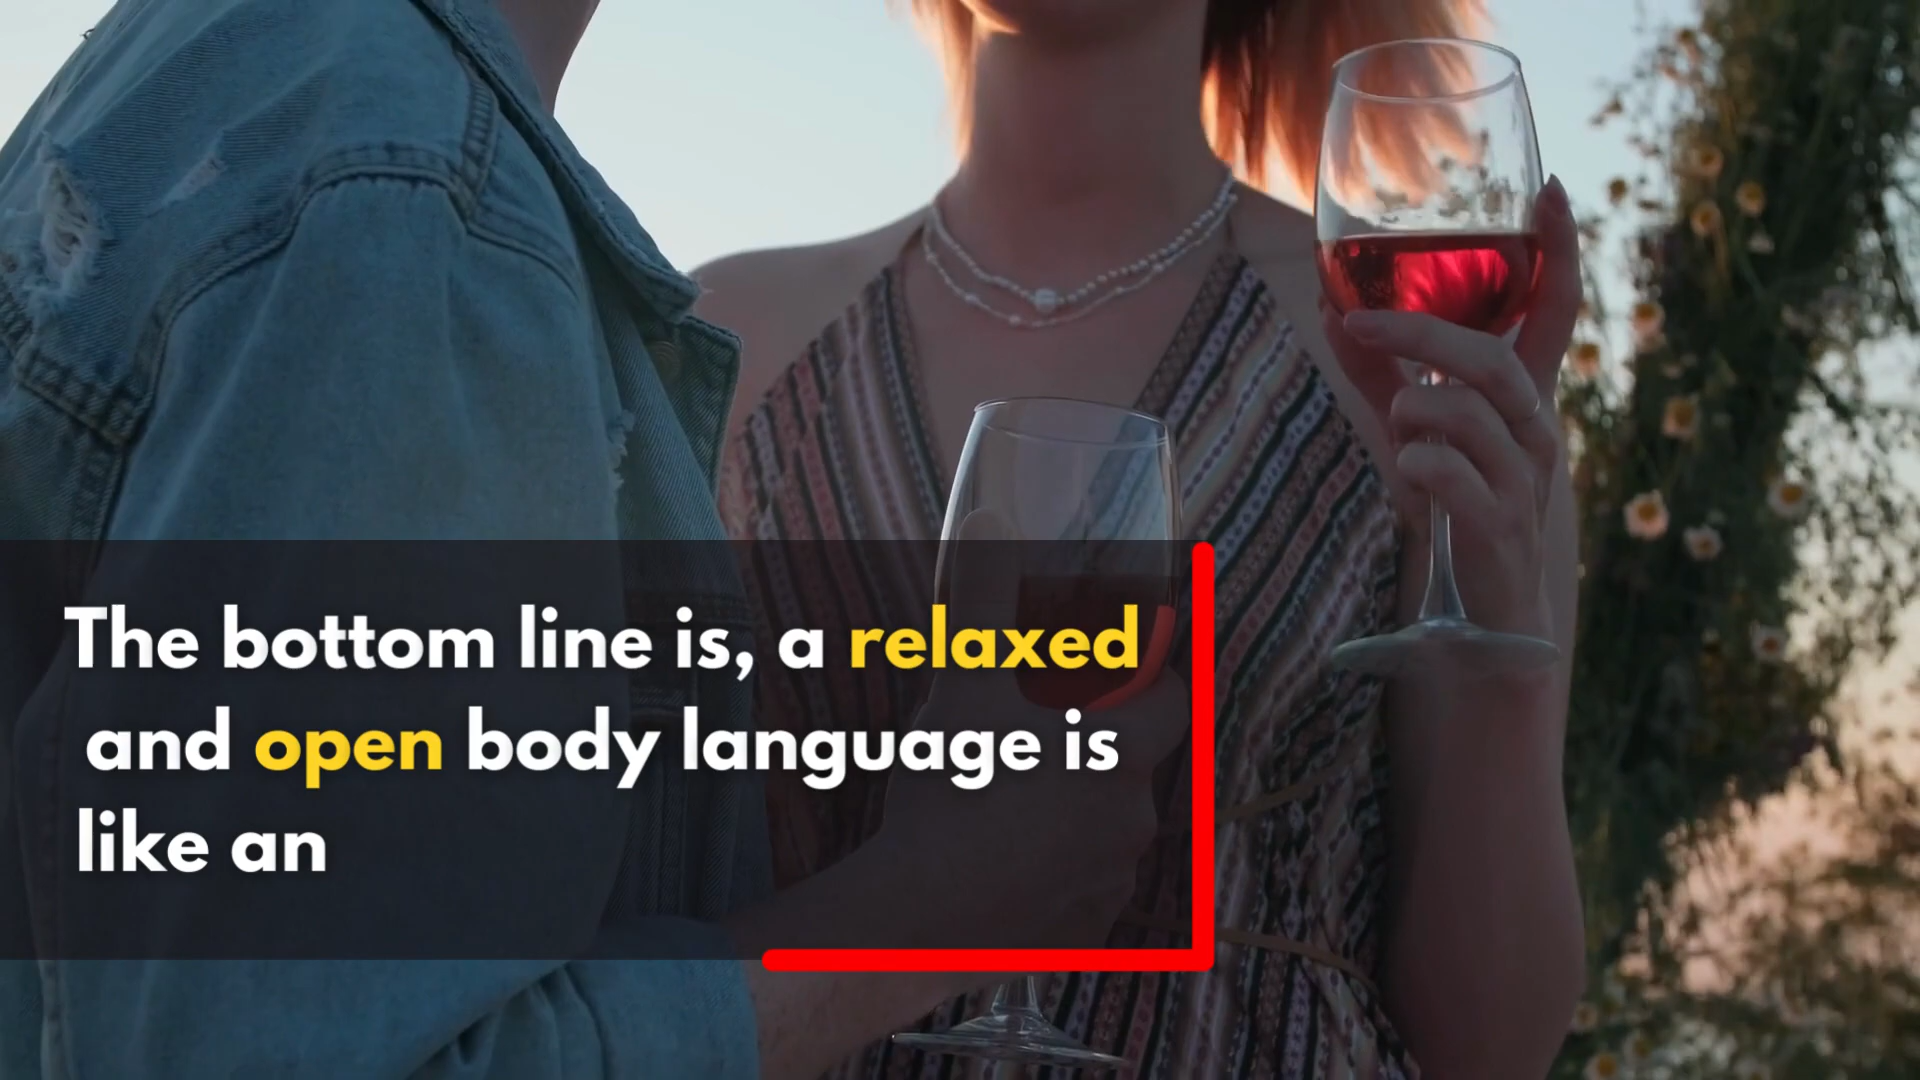 The bottom line is, a relaxed
and open body language is
like an